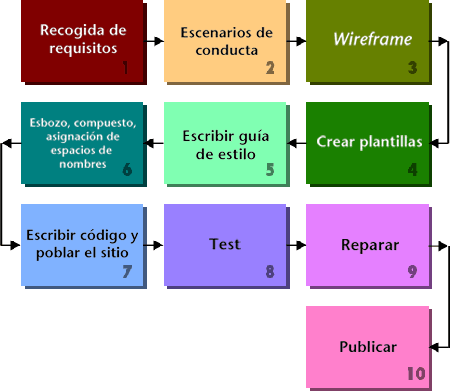 Recogida de
requisitos
1
Escenarios de
conducta
2
Wireframe
3
Crear plantillas
4
Escribir guía
de estilo
5
Esbozo, compuesto,
asignación de
espacios de
nombres
6
Escribir código y
poblar el sitio
7
Test
8
Reparar
9
Publicar
10